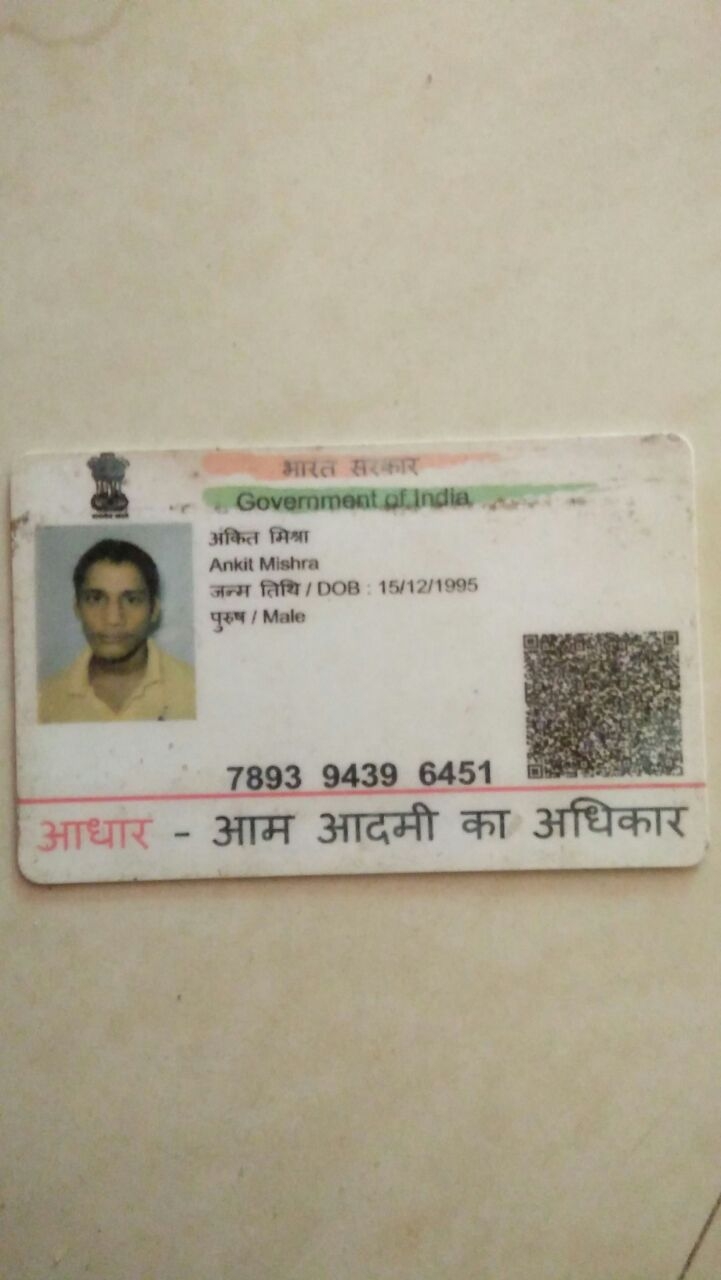 भारत सरकार
Government of India
अंकित मिश्रा
Ankit Mishra
जन्म तिथि / DOB : 15/12/1995
पुरुष / Male
7893 9439 6451
आधार - आम आदमी का अधिकार